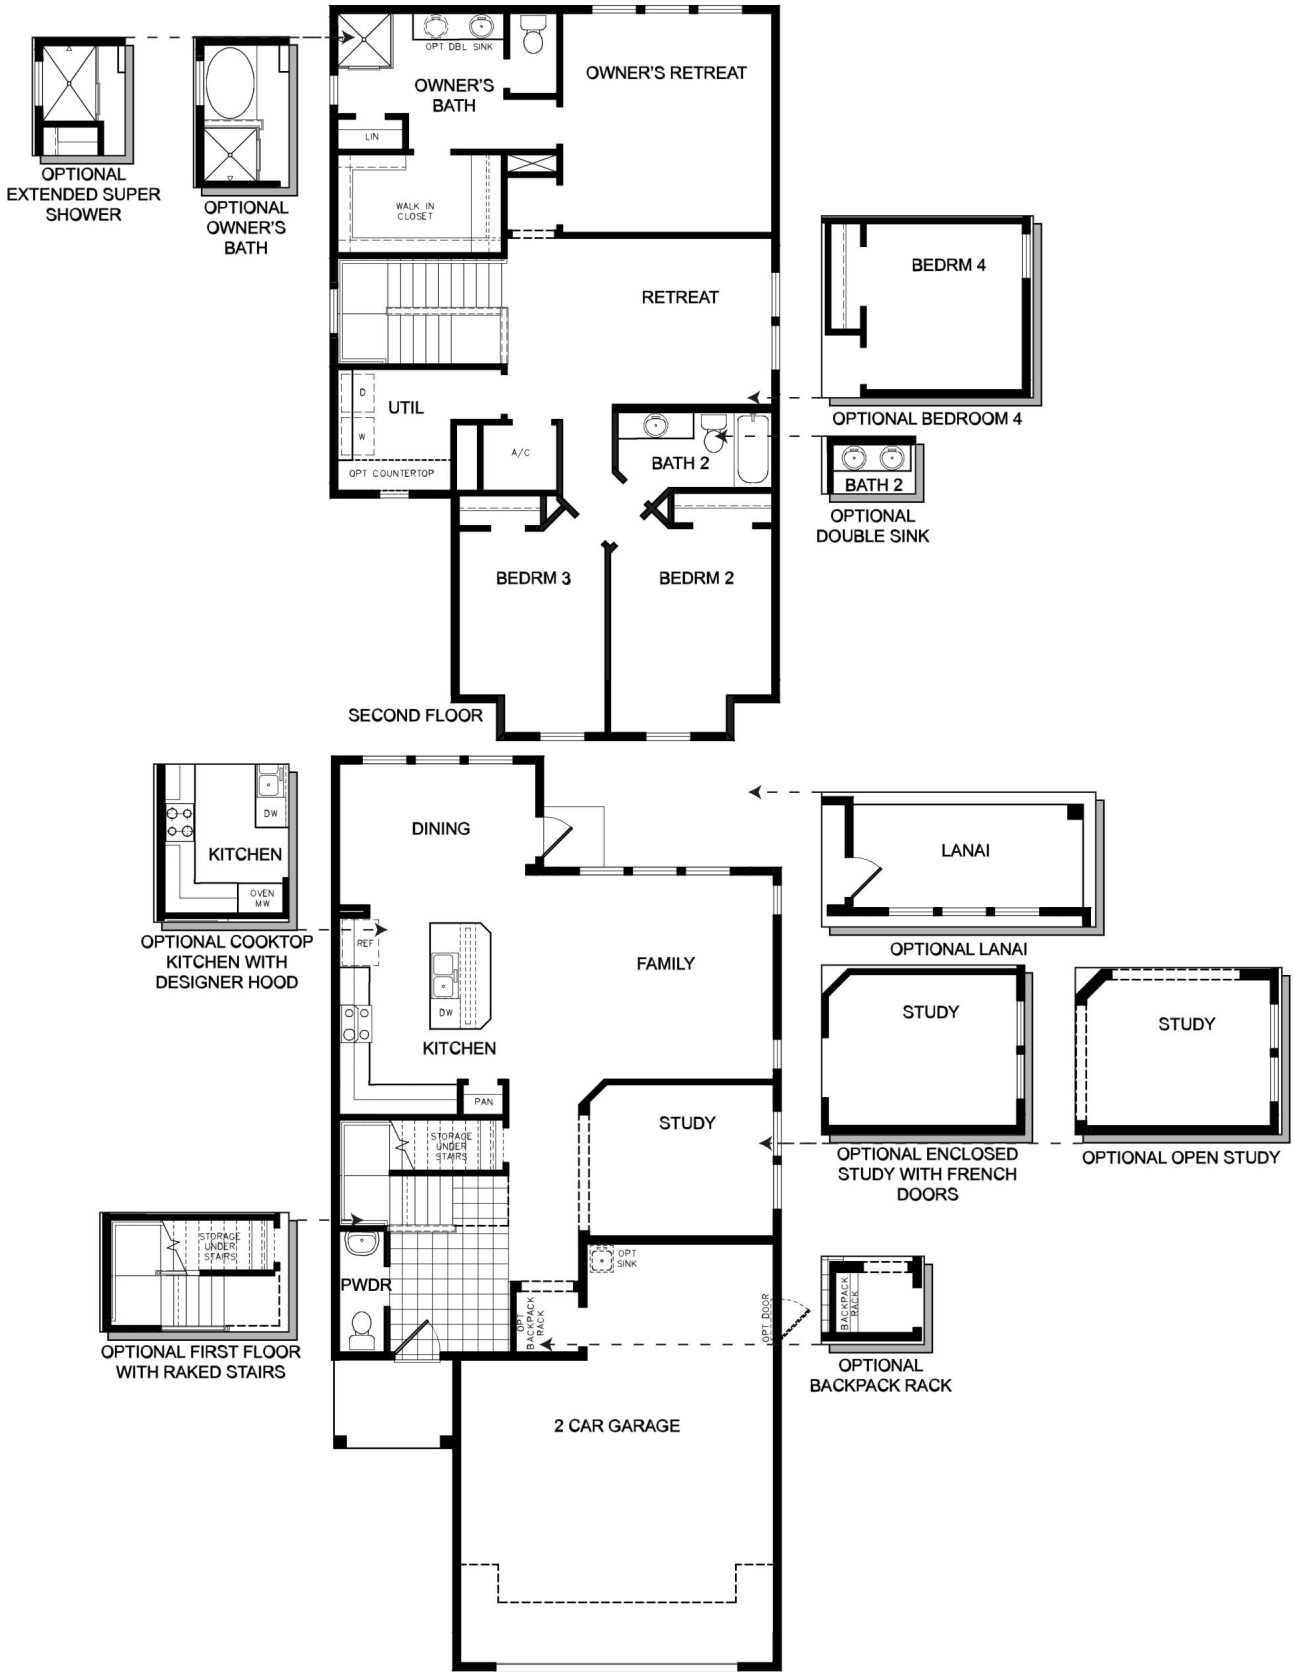 OPT DBL SINK
OWNER'S
BATH
OWNER'S RETREAT
LIN
WALK IN
CLOSET
OPTIONAL
EXTENDED SUPER
SHOWER
OPTIONAL
OWNER'S
BATH
RETREAT
BEDRM 4
OPTIONAL BEDROOM 4
D
W
UTIL
OPT COUNTERTOP
A/C
BATH 2
BATH 2
OPTIONAL
DOUBLE SINK
BEDRM 3
BEDRM 2
SECOND FLOOR
DW
KITCHEN
OVEN
MW
OPTIONAL COOKTOP
KITCHEN WITH
DESIGNER HOOD
DINING
LANAI
OPTIONAL LANAI
REF
DW
KITCHEN
FAMILY
PAN
STUDY
OPTIONAL ENCLOSED
STUDY WITH FRENCH
DOORS
STUDY
OPTIONAL OPEN STUDY
STORAGE
UNDER
STAIRS
STUDY
STORAGE
UNDER
STAIRS
OPTIONAL FIRST FLOOR
WITH RAKED STAIRS
PWDR
OPT
SINK
OPT
BACKPACK
RACK
OPT DOOR
BACKPACK
RACK
OPTIONAL
BACKPACK RACK
2 CAR GARAGE